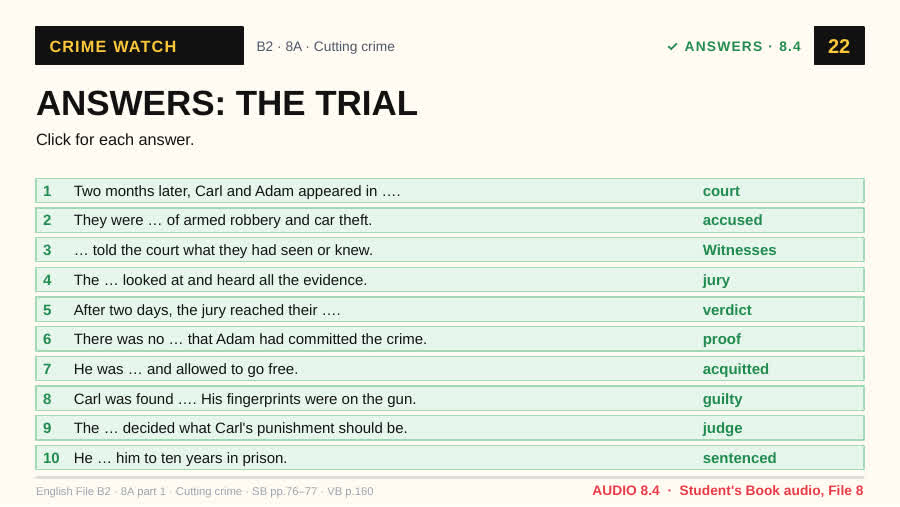 CRIME WATCH
B2 · 8A · Cutting crime
✓ ANSWERS · 8.4
22
ANSWERS: THE TRIAL
Click for each answer.
1 Two months later, Carl and Adam appeared in …. court
2 They were … of armed robbery and car theft. accused
3 … told the court what they had seen or knew. Witnesses
4 The … looked at and heard all the evidence. jury
5 After two days, the jury reached their …. verdict
6 There was no … that Adam had committed the crime. proof
7 He was … and allowed to go free. acquitted
8 Carl was found …. His fingerprints were on the gun. guilty
9 The … decided what Carl's punishment should be. judge
10 He … him to ten years in prison. sentenced
English File B2 · 8A part 1 · Cutting crime · SB pp.76–77 · VB p.160
AUDIO 8.4 · Student's Book audio, File 8